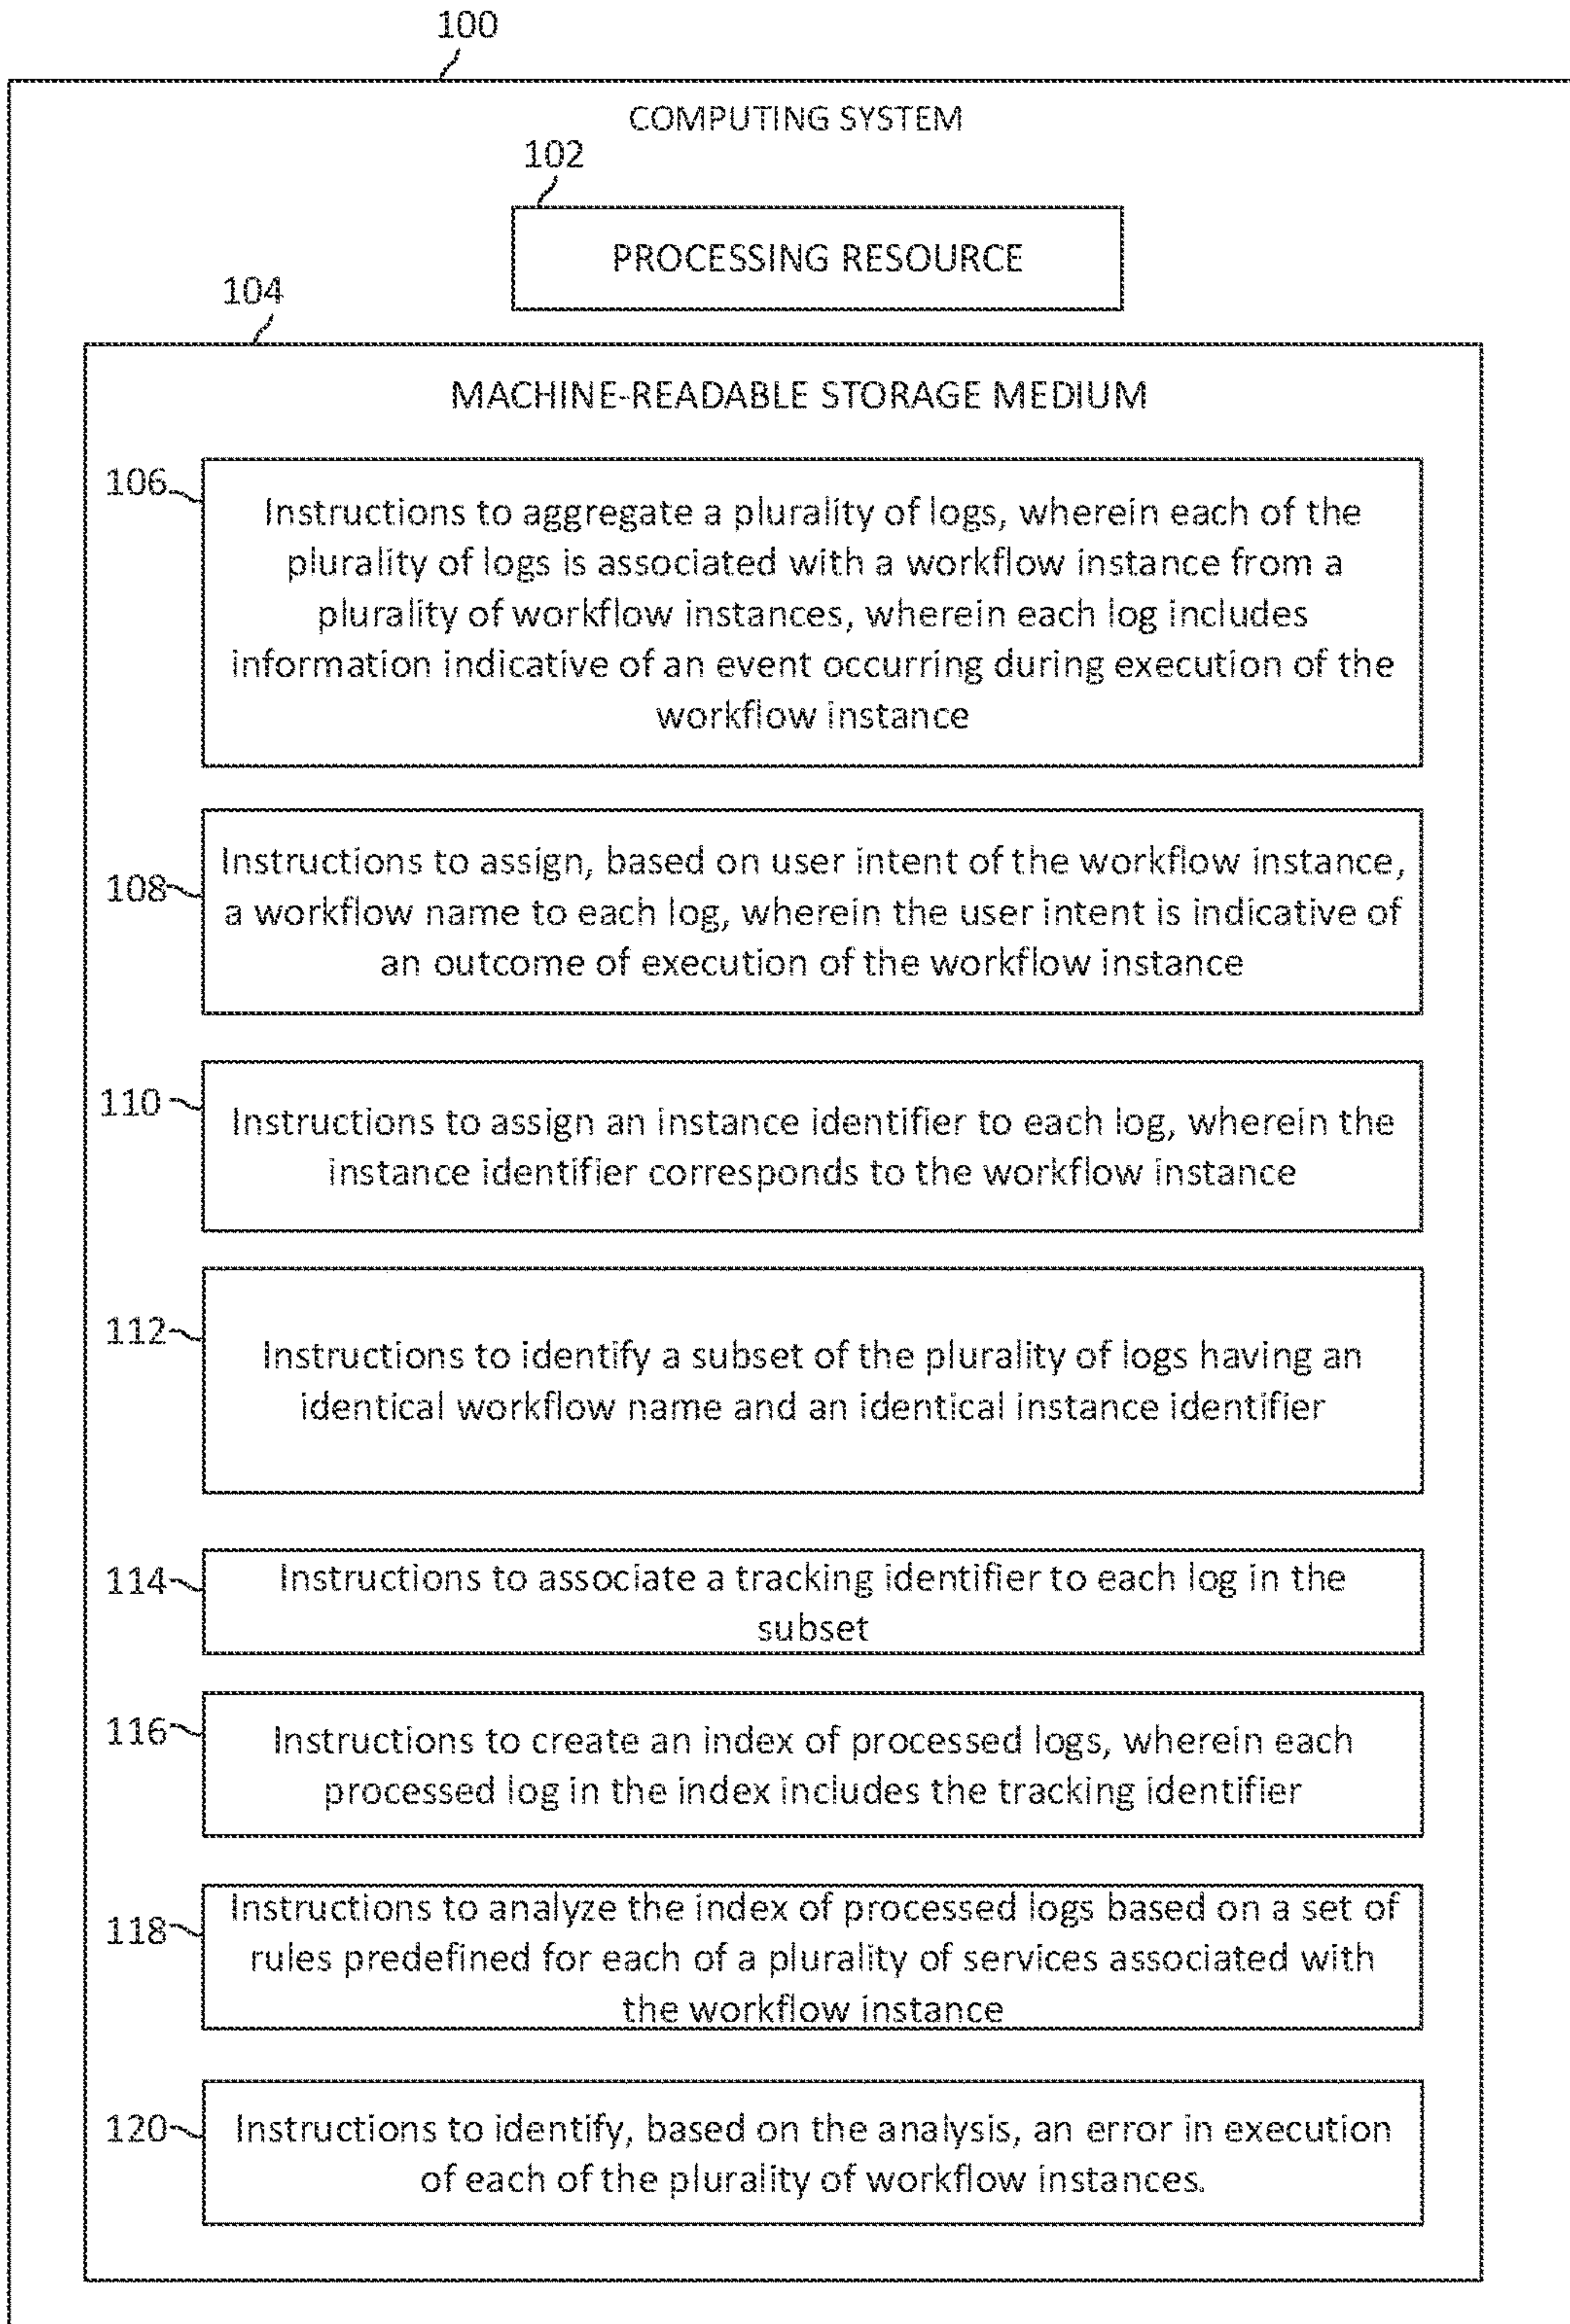 100
COMPUTING SYSTEM
102
PROCESSING RESOURCE
104
MACHINE-READABLE STORAGE MEDIUM
106
Instructions to aggregate a plurality of logs, wherein each of the
plurality of logs is associated with a workflow instance from a
plurality of workflow instances, wherein each log includes
information indicative of an event occurring during execution of the
workflow instance
108
Instructions to assign, based on user intent of the workflow instance,
a workflow name to each log, wherein the user intent is indicative of
an outcome of execution of the workflow instance
110
Instructions to assign an instance identifier to each log, wherein the
instance identifier corresponds to the workflow instance
112
Instructions to identify a subset of the plurality of logs having an
identical workflow name and an identical instance identifier
114
Instructions to associate a tracking identifier to each log in the
subset
116
Instructions to create an index of processed logs, wherein each
processed log in the index includes the tracking identifier
118
Instructions to analyze the index of processed logs based on a set of
rules predefined for each of a plurality of services associated with
the workflow instance
120
Instructions to identify, based on the analysis, an error in execution
of each of the plurality of workflow instances.